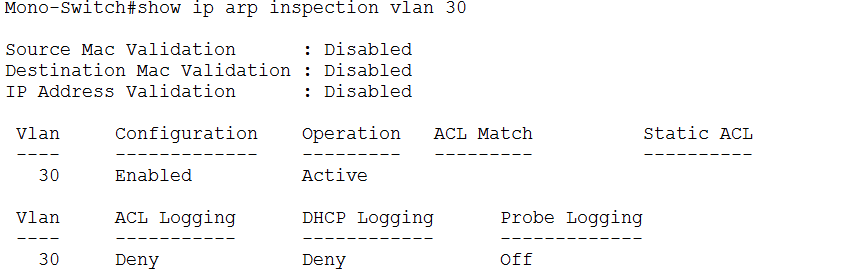 Mono-Switch#show ip arp inspection vlan 30
Source Mac Validation      : Disabled
Destination Mac Validation : Disabled
IP Address Validation      : Disabled
 Vlan     Configuration    Operation   ACL Match          Static ACL
 ----     -------------    ---------   ---------          ----------
   30     Enabled          Active
 Vlan     ACL Logging      DHCP Logging      Probe Logging
 ----     -----------      ------------      -------------
   30     Deny             Deny              Off